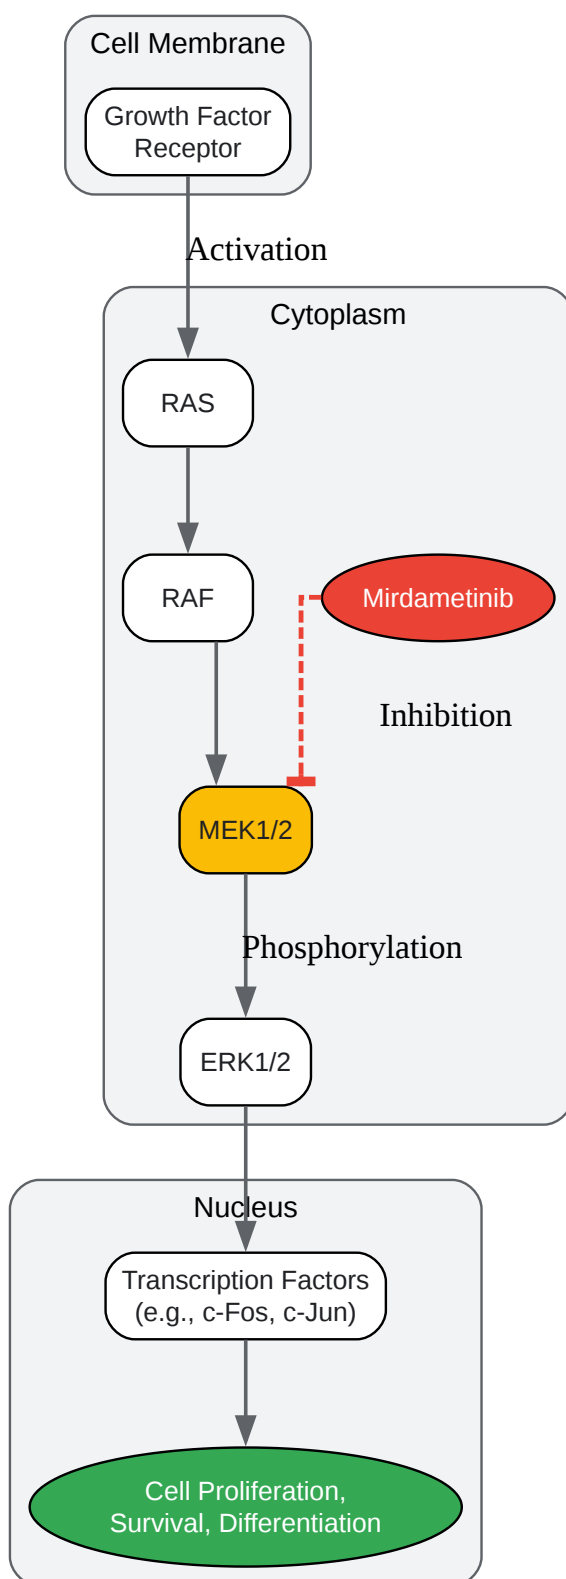 Cell Membrane
Growth Factor
Receptor
Activation
Cytoplasm
RAS
RAF
Mirdametinib
Inhibition
MEK1/2
Phosphorylation
ERK1/2
Nucleus
Transcription Factors
(e.g., c-Fos, c-Jun)
Cell Proliferation,
Survival, Differentiation